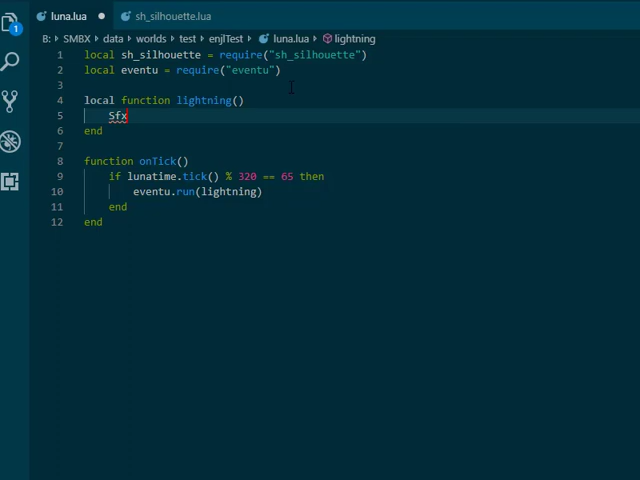 luna.lua
sh_silhouette.lua
1
B: > SMBX > data > worlds > test > enjlTest > luna.lua > lightning
1 local sh_silhouette = require("sh_silhouette")
2 local eventu = require("eventu")
3
4 local function lightning()
5 Sfx
6 end
7
8 function onTick()
9 if lunatime.tick() % 320 == 65 then
10 eventu.run(lightning)
11 end
12 end